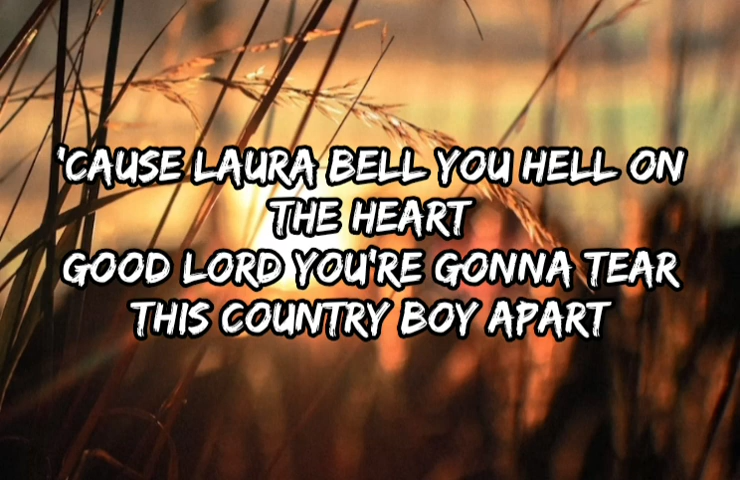 'CAUSE LAURA BELL YOU HELL ON
THE HEART
GOOD LORD YOU'RE GONNA TEAR
THIS COUNTRY BOY APART